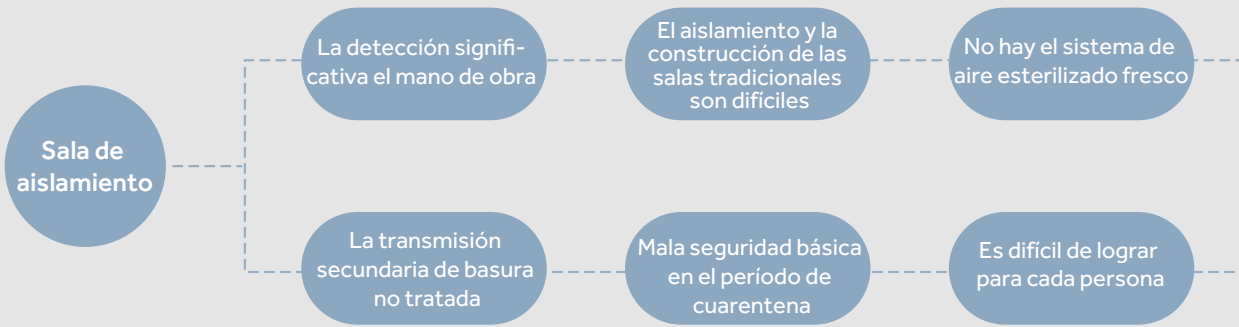 Sala de
aislamiento
La detección signifi-
cativa el mano de obra
El aislamiento y la
construcción de las
salas tradicionales
son difíciles
No hay el sistema de
aire esterilizado fresco
La transmisión
secundaria de basura
no tratada
Mala seguridad básica
en el período de
cuarentena
Es difícil de lograr
para cada persona